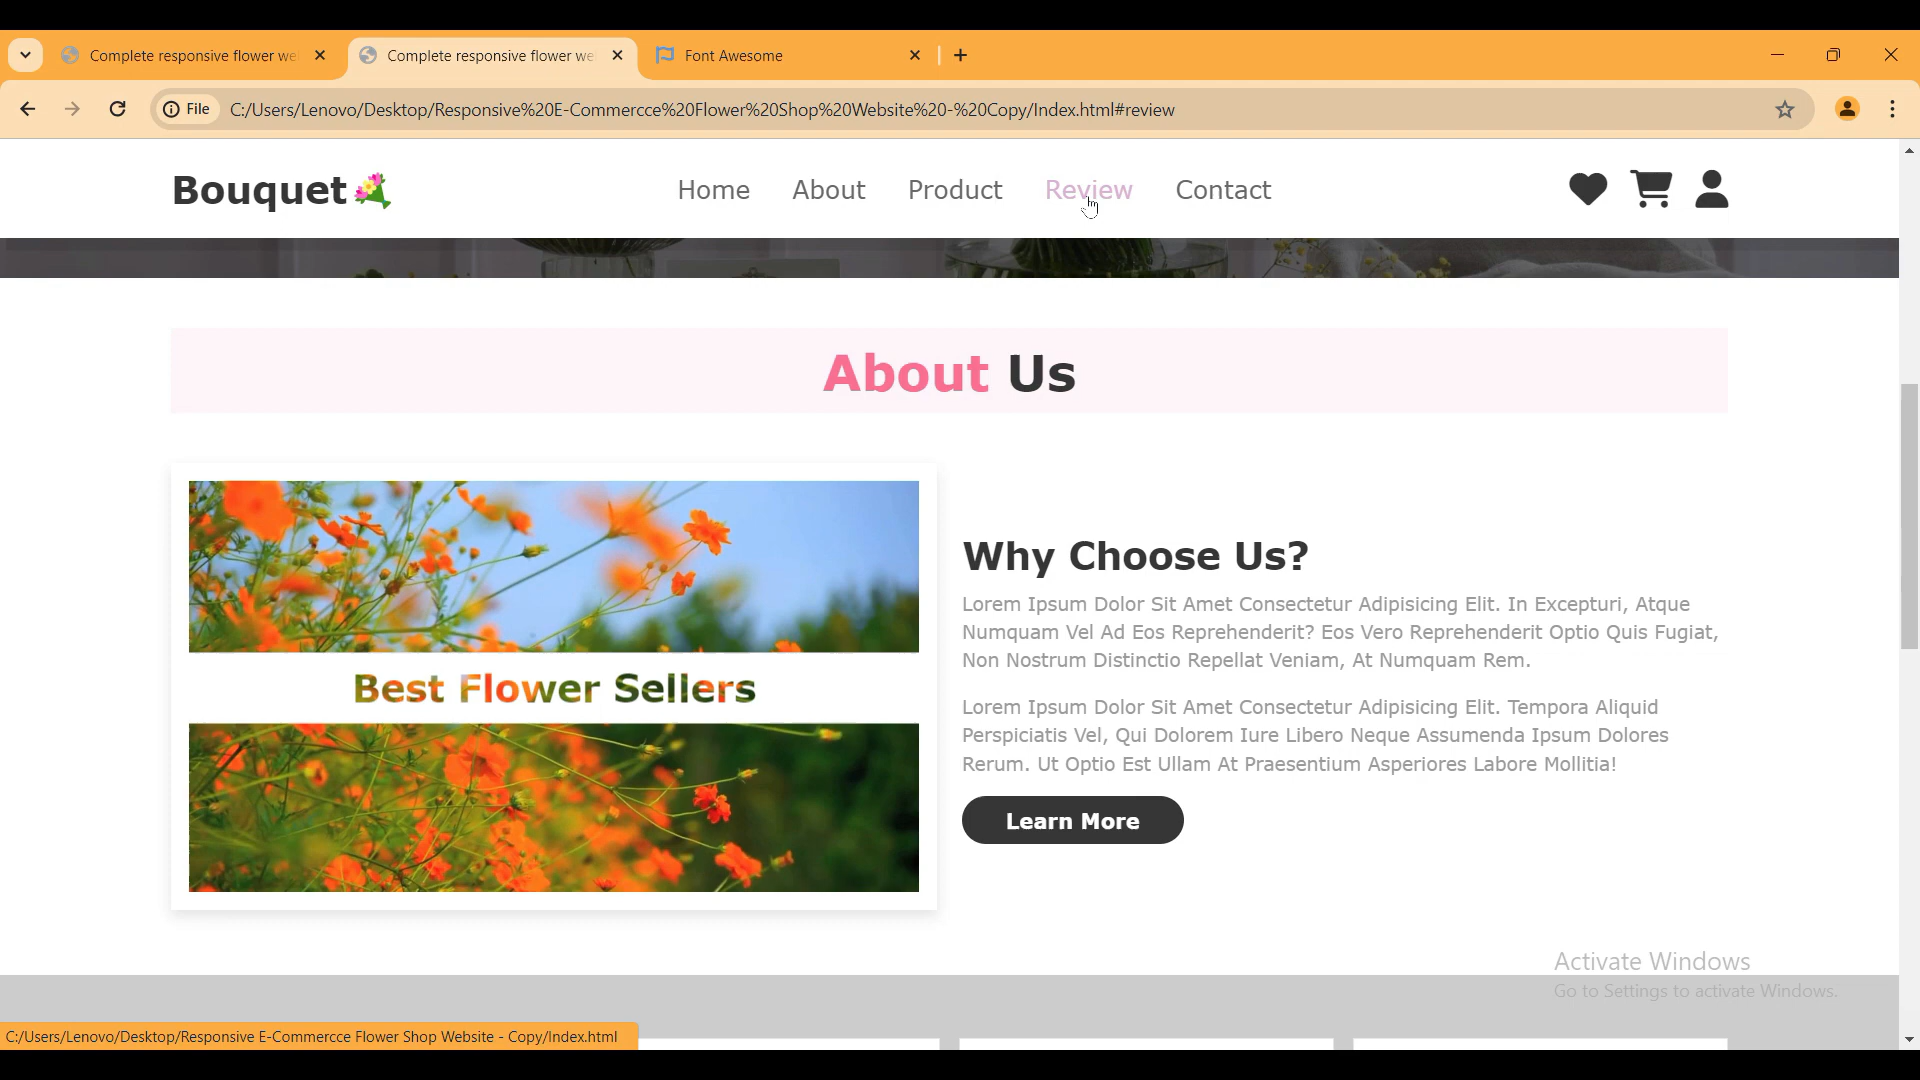 Complete responsive flower we
Complete responsive flower we
Font Awesome
File
C:/Users/Lenovo/Desktop/Responsive%20E-Commercce%20Flower%20Shop%20Website%20-%20Copy/Index.html#review
Bouquet
Home
About
Product
Review
Contact
About Us
Best Flower Sellers
Why Choose Us?
Lorem Ipsum Dolor Sit Amet Consectetur Adipisicing Elit. In Excepturi, Atque
Numquam Vel Ad Eos Reprehenderit? Eos Vero Reprehenderit Optio Quis Fugiat,
Non Nostrum Distinctio Repellat Veniam, At Numquam Rem.
Lorem Ipsum Dolor Sit Amet Consectetur Adipisicing Elit. Tempora Aliquid
Perspiciatis Vel, Qui Dolorem Iure Libero Neque Assumenda Ipsum Dolores
Rerum. Ut Optio Est Ullam At Praesentium Asperiores Labore Mollitia!
Learn More
Activate Windows
Go to Settings to activate Windows.
C:/Users/Lenovo/Desktop/Responsive E-Commercce Flower Shop Website - Copy/Index.html